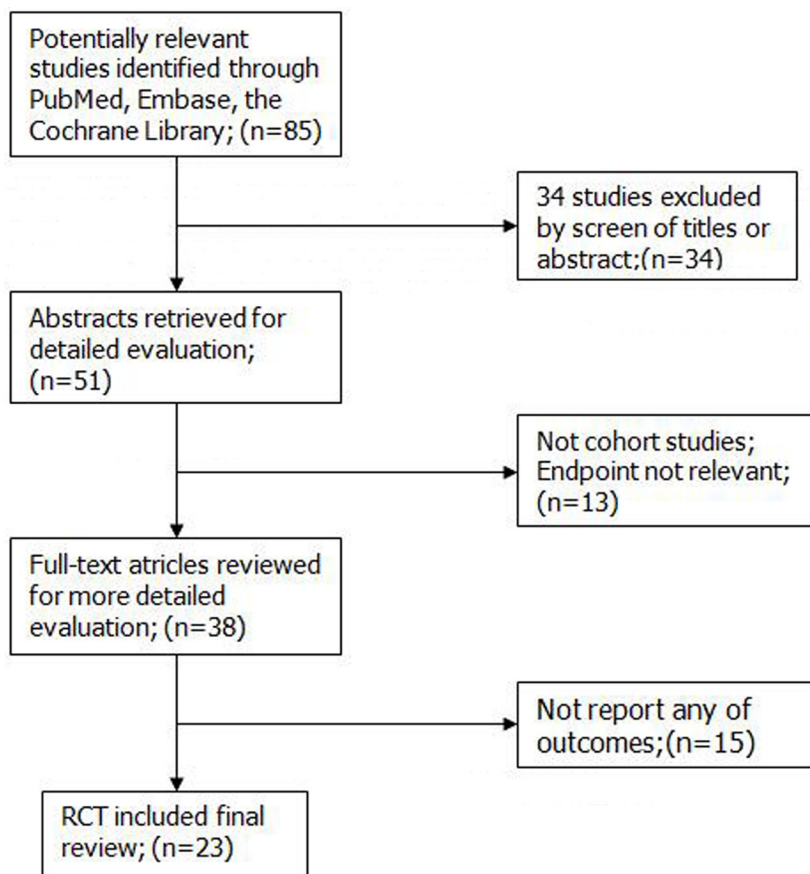 Potentially relevant
studies identified through
PubMed, Embase, the
Cochrane Library; (n=85)
34 studies excluded
by screen of titles or
abstract;(n=34)
Abstracts retrieved for
detailed evaluation;
(n=51)
Not cohort studies;
Endpoint not relevant;
(n=13)
Full-text atricles reviewed
for more detailed
evaluation; (n=38)
Not report any of
outcomes;(n=15)
RCT included final
review; (n=23)